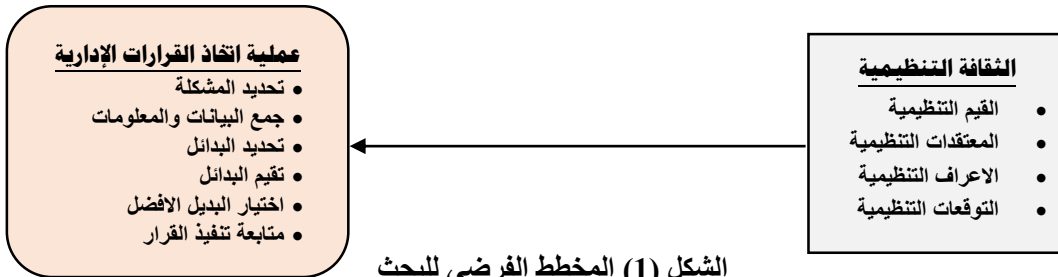 الثقافة التنظيمية
• القيم التنظيمية
• المعتقدات التنظيمية
• الاعراف التنظيمية
• التوقعات التنظيمية
عملية اتخاذ القرارات الإدارية
• تحديد المشكلة
• جمع البيانات والمعلومات
• تحديد البدائل
• تقيم البدائل
• اختيار البديل الافضل
• متابعة تنفيذ القرار
الشكل (1) المخطط الفرضي للبحث